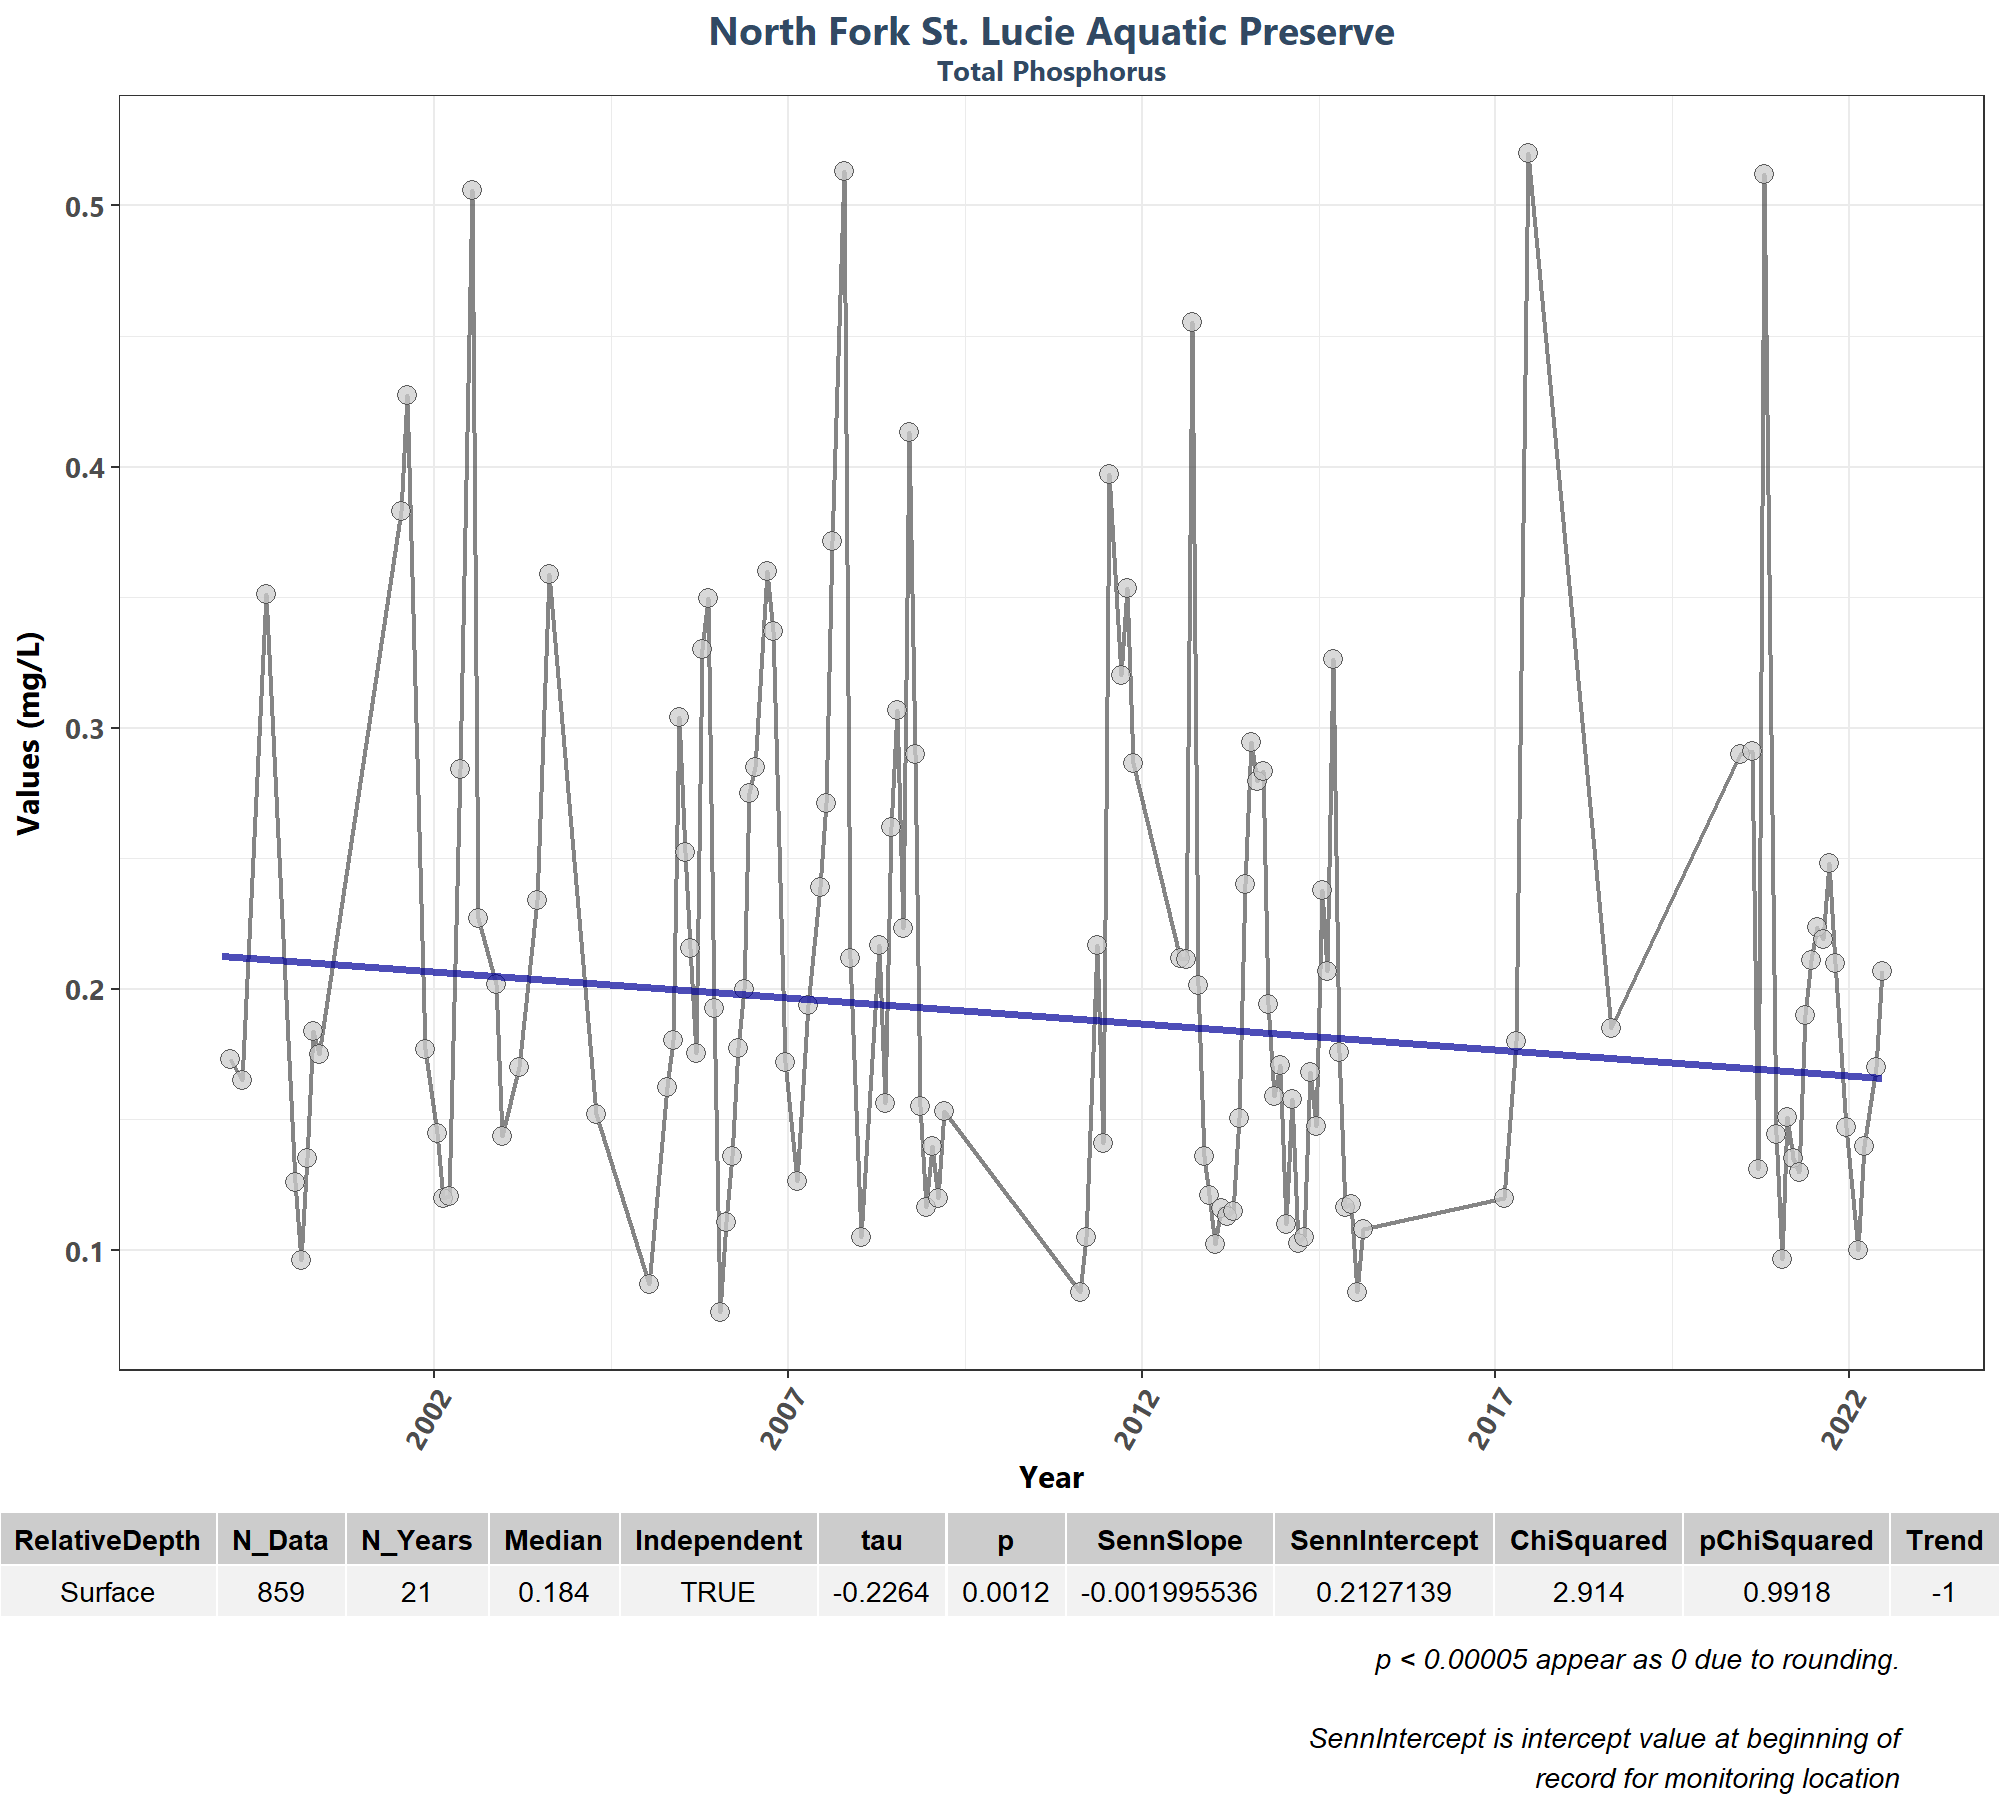 North Fork St. Lucie Aquatic Preserve
Total Phosphorus
Values (mg/L)
0.5
0.4
0.3
0.2
0.1
2002 2007 2012 2017 2022
Year
RelativeDepth N_Data N_Years Median Independent tau p SennSlope SennIntercept ChiSquared pChiSquared Trend
Surface 859 21 0.184 TRUE -0.2264 0.0012 -0.001995536 0.2127139 2.914 0.9918 -1
p < 0.00005 appear as 0 due to rounding.
SennIntercept is intercept value at beginning of
record for monitoring location